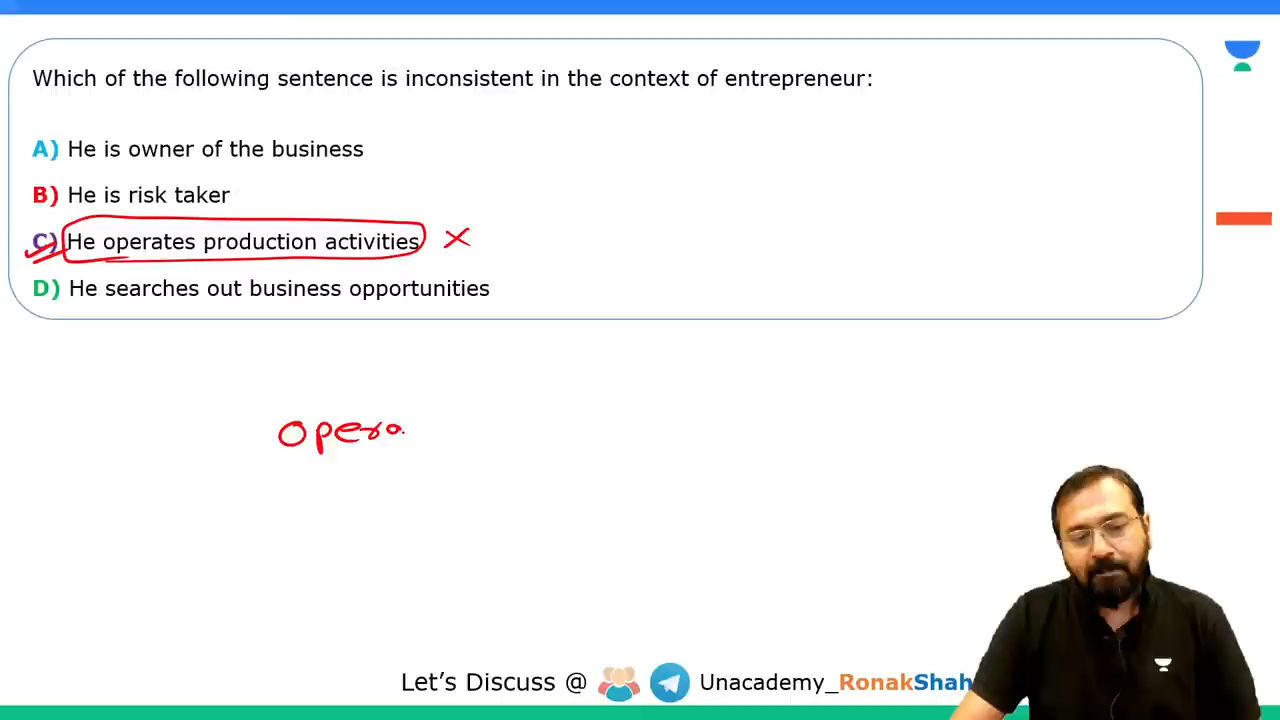 Which of the following sentence is inconsistent in the context of entrepreneur:
A) He is owner of the business
B) He is risk taker
C) He operates production activities
D) He searches out business opportunities
opera
Let’s Discuss @ Unacademy_RonakShah